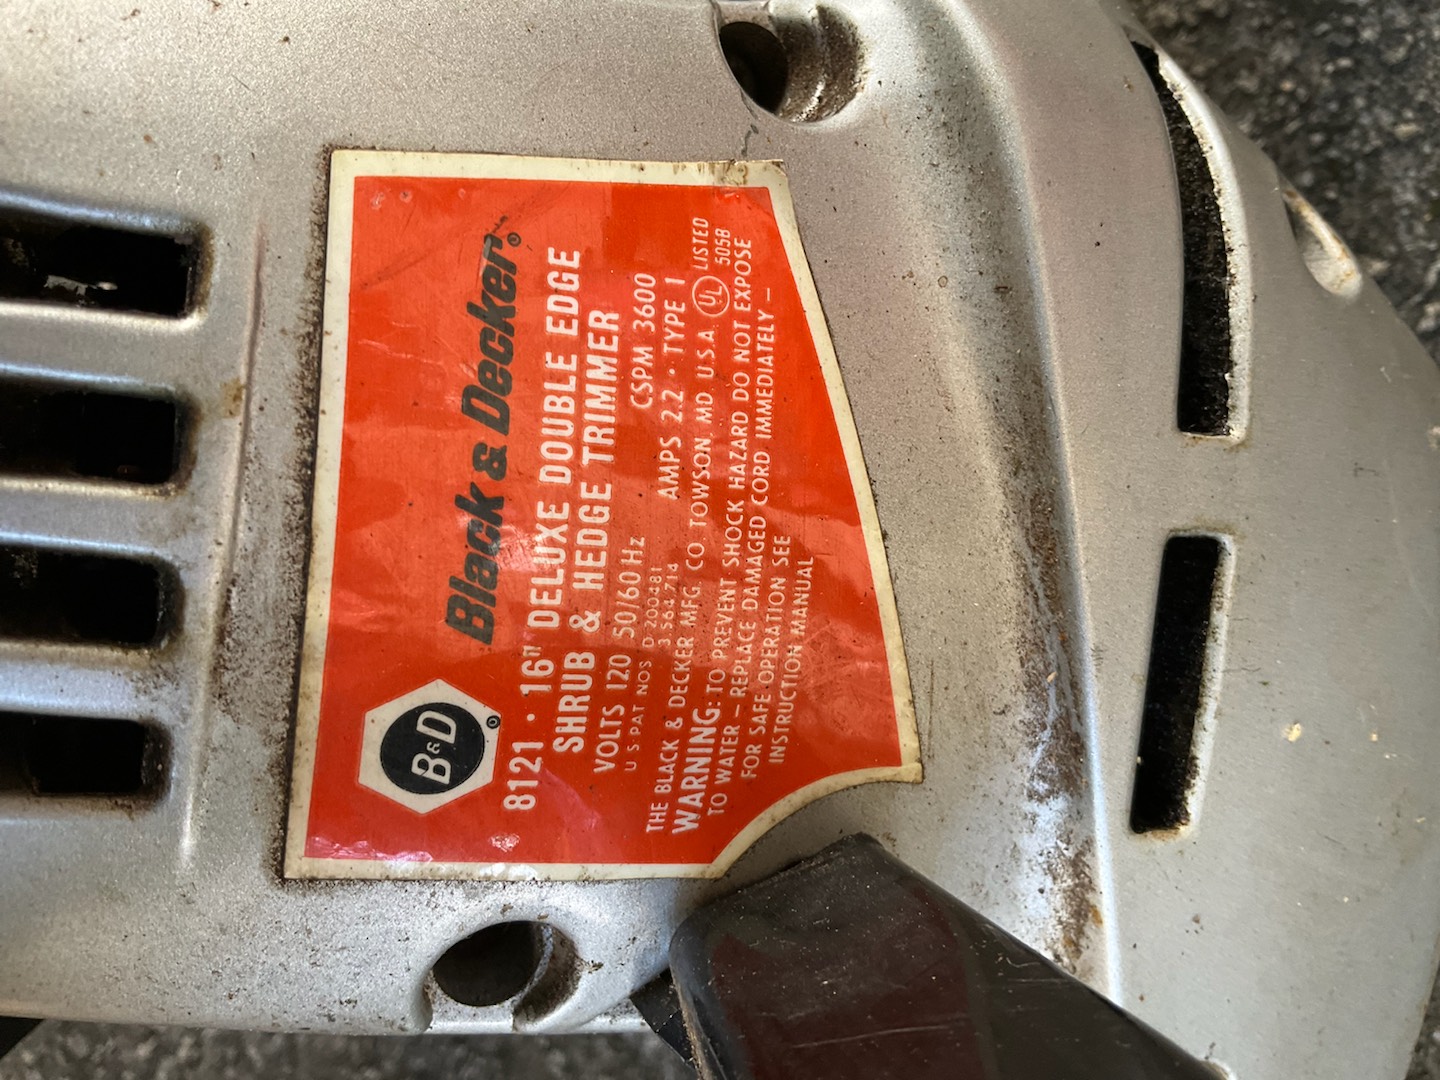 Black & Decker®
B&D®
8121 · 16" DELUXE DOUBLE EDGE
SHRUB & HEDGE TRIMMER
VOLTS 120 50/60 Hz CSPM 3600
U S PAT NOS D 200481
3,564,714
AMPS 2.2 · TYPE 1
THE BLACK & DECKER MFG. CO TOWSON, MD. U.S.A. UL LISTED
505B
WARNING: TO PREVENT SHOCK HAZARD DO NOT EXPOSE
TO WATER – REPLACE DAMAGED CORD IMMEDIATELY –
FOR SAFE OPERATION SEE
INSTRUCTION MANUAL